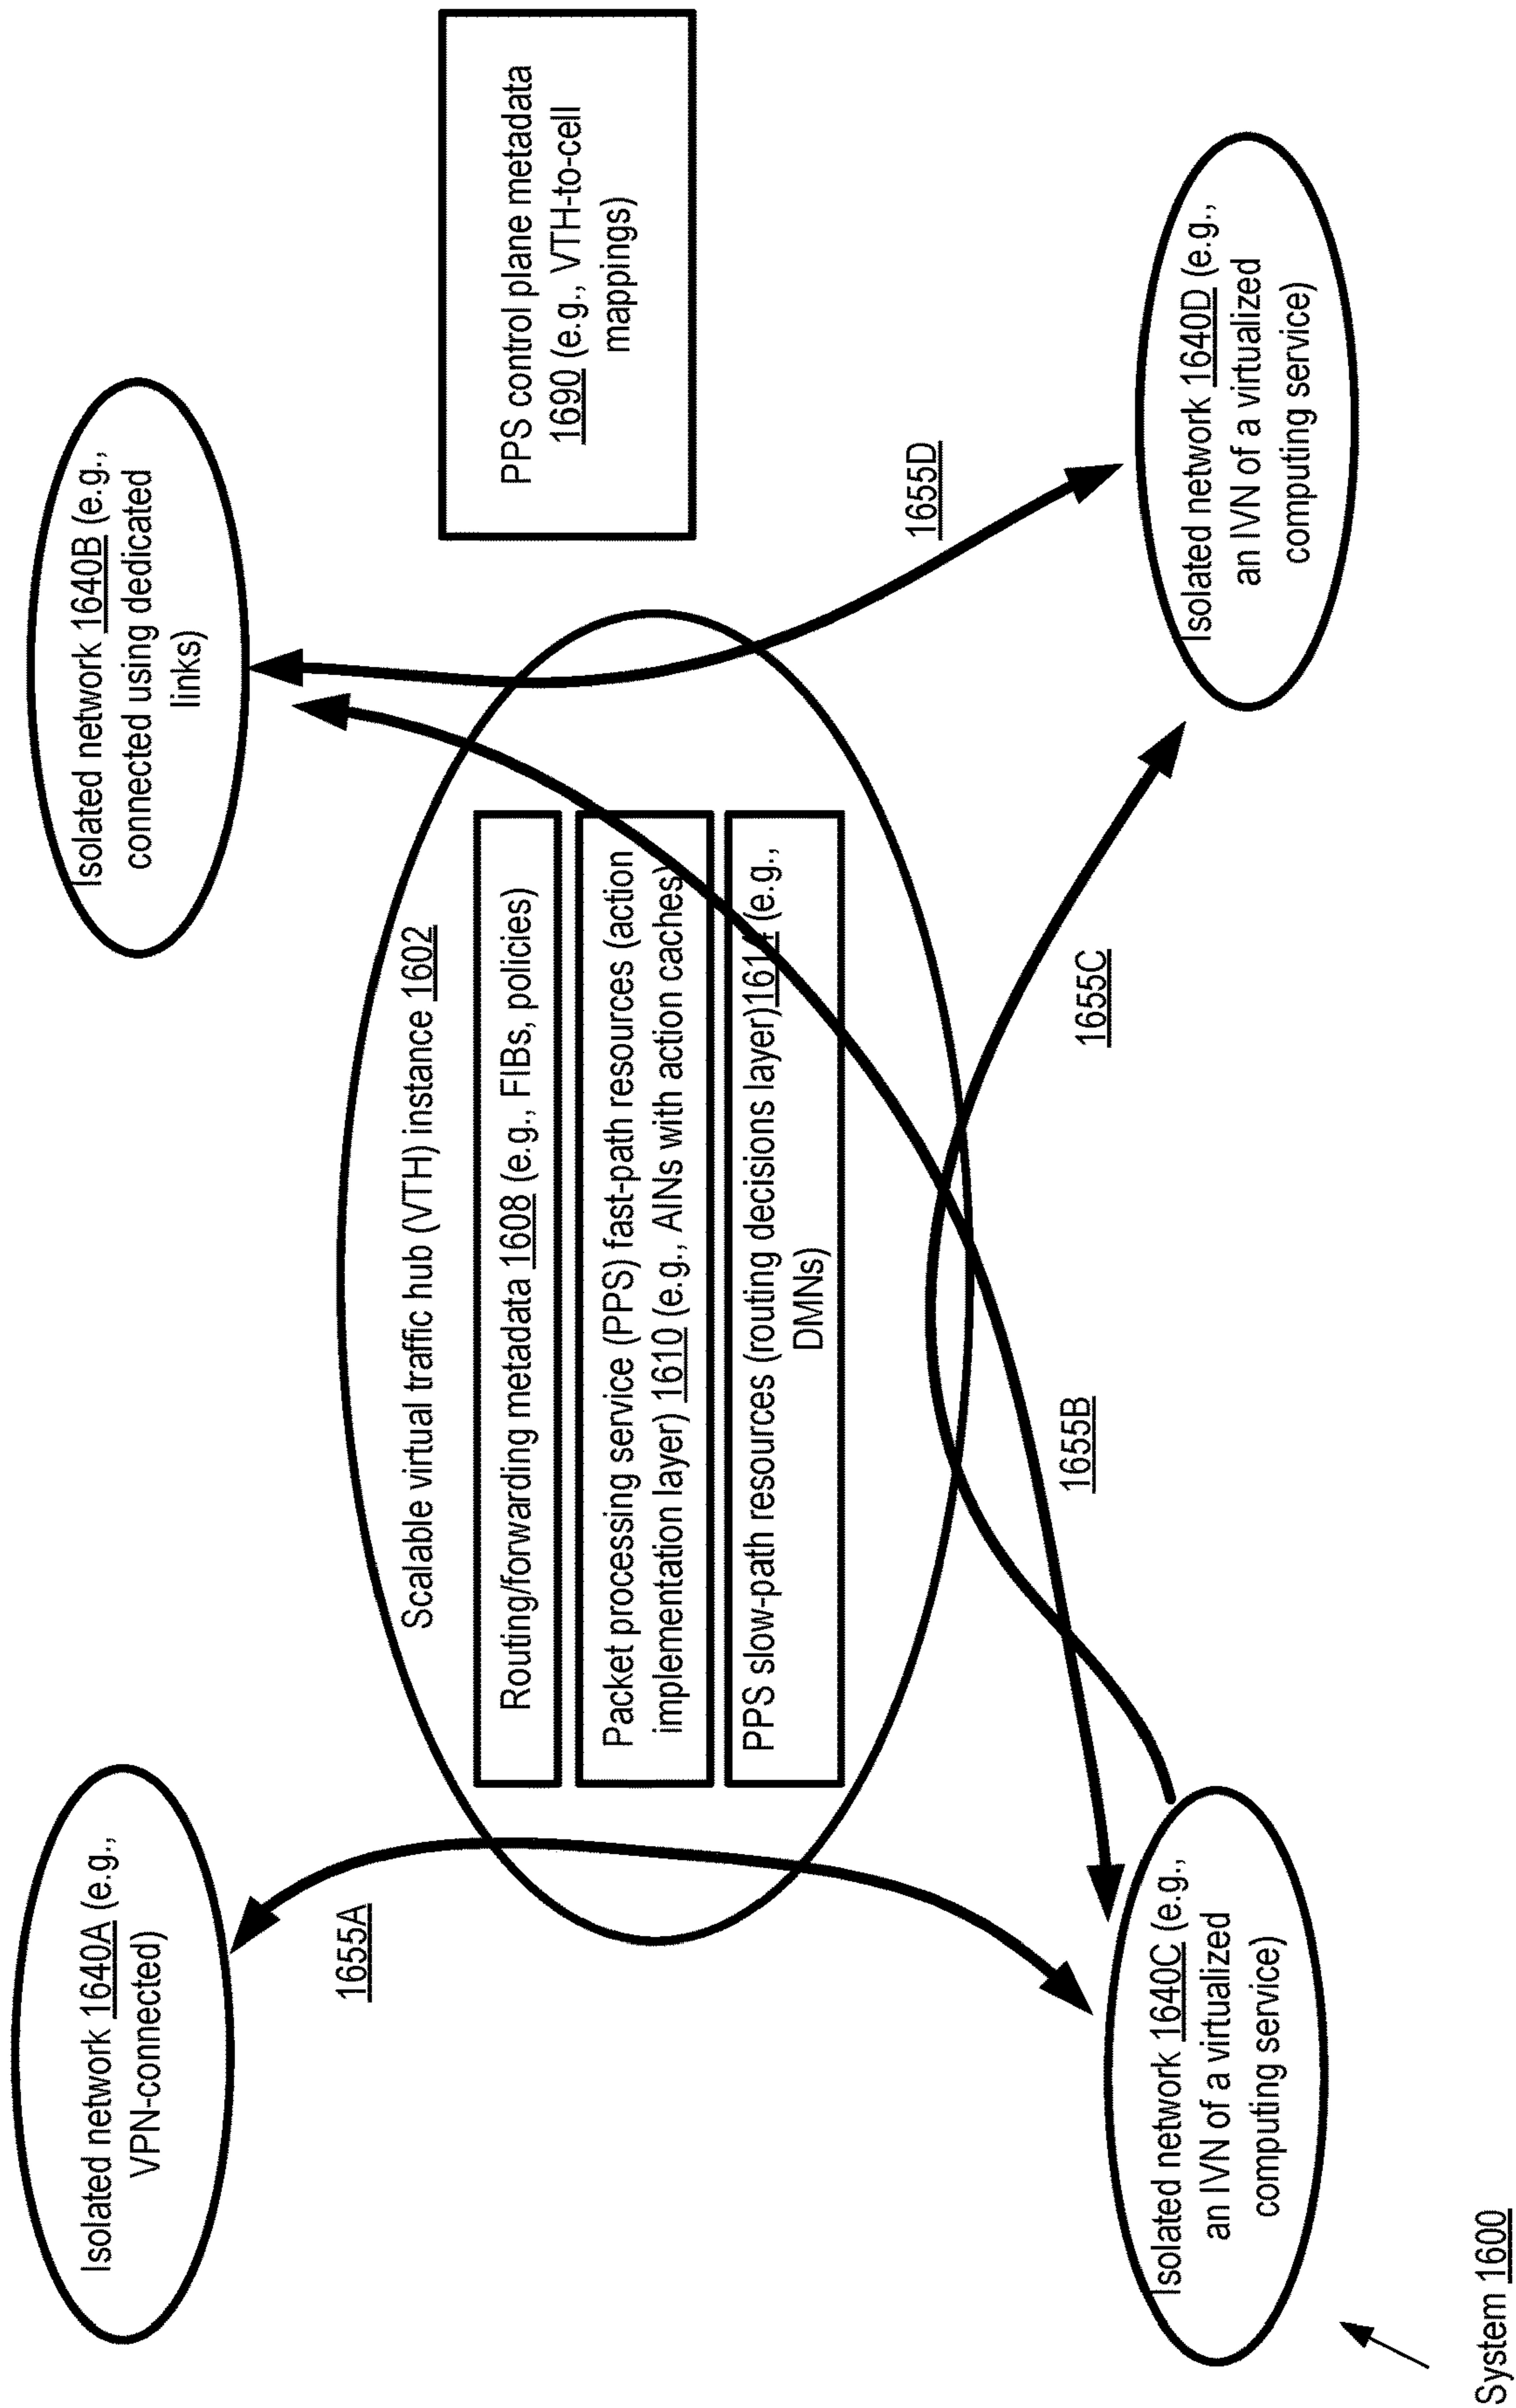 Isolated network 1640A (e.g.,
VPN-connected)
Isolated network 1640B (e.g.,
connected using dedicated
links)
1655A
Scalable virtual traffic hub (VTH) instance 1602
Routing/forwarding metadata 1608 (e.g., FIBs, policies)
Packet processing service (PPS) fast-path resources (action
implementation layer) 1610 (e.g., AINs with action caches)
PPS slow-path resources (routing decisions layer) (e.g.,
DMNs)
PPS control plane metadata
1690 (e.g., VTH-to-cell
mappings)
1655D
1655C
1655B
Isolated network 1640C (e.g.,
an IVN of a virtualized
computing service)
Isolated network 1640D (e.g.,
an IVN of a virtualized
computing service)
System 1600